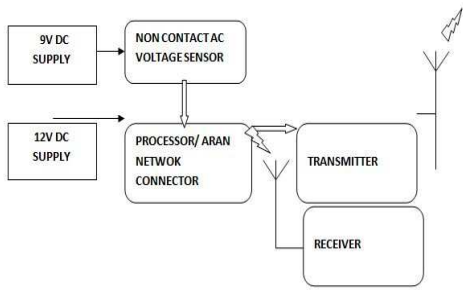 9V DC
SUPPLY
NON CONTACT AC
VOLTAGE SENSOR
12V DC
SUPPLY
PROCESSOR/ ARAN
NETWOK
CONNECTOR
TRANSMITTER
RECEIVER